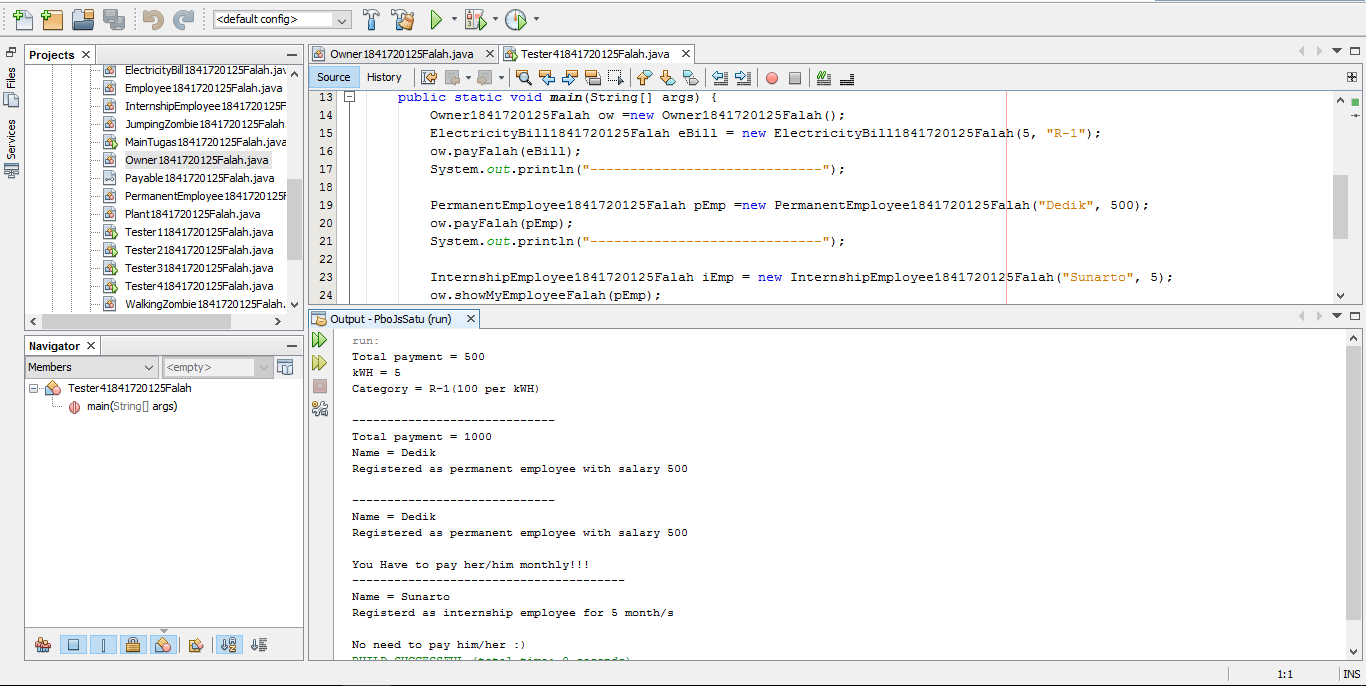 <default config>
Projects
Files
Services
ElectricityBill1841720125Falah.jav
Employee1841720125Falah.java
InternshipEmployee1841720125F
JumpingZombie1841720125Falah.
MainTugas1841720125Falah.java
Owner1841720125Falah.java
Payable1841720125Falah.java
PermanentEmployee1841720125F
Plant1841720125Falah.java
Tester11841720125Falah.java
Tester21841720125Falah.java
Tester31841720125Falah.java
Tester41841720125Falah.java
WalkingZombie1841720125Falah.
Navigator
Members
<empty>
Tester41841720125Falah
main(String[] args)
Owner1841720125Falah.java
Tester41841720125Falah.java
Source History
13 public static void main(String[] args) {
14 Owner1841720125Falah ow =new Owner1841720125Falah();
15 ElectricityBill1841720125Falah eBill = new ElectricityBill1841720125Falah(5, "R-1");
16 ow.payFalah(eBill);
17 System.out.println("-----------------------------");
18
19 PermanentEmployee1841720125Falah pEmp =new PermanentEmployee1841720125Falah("Dedik", 500);
20 ow.payFalah(pEmp);
21 System.out.println("-----------------------------");
22
23 InternshipEmployee1841720125Falah iEmp = new InternshipEmployee1841720125Falah("Sunarto", 5);
24 ow.showMyEmployeeFalah(pEmp);
Output - PboJsSatu (run)
run:
Total payment = 500
kWH = 5
Category = R-1(100 per kWH)
-----------------------------
Total payment = 1000
Name = Dedik
Registered as permanent employee with salary 500
-----------------------------
Name = Dedik
Registered as permanent employee with salary 500
You Have to pay her/him monthly!!!
---------------------------------------
Name = Sunarto
Registerd as internship employee for 5 month/s
No need to pay him/her :)
BUILD SUCCESSFUL (total time: 0 seconds)
1:1 INS